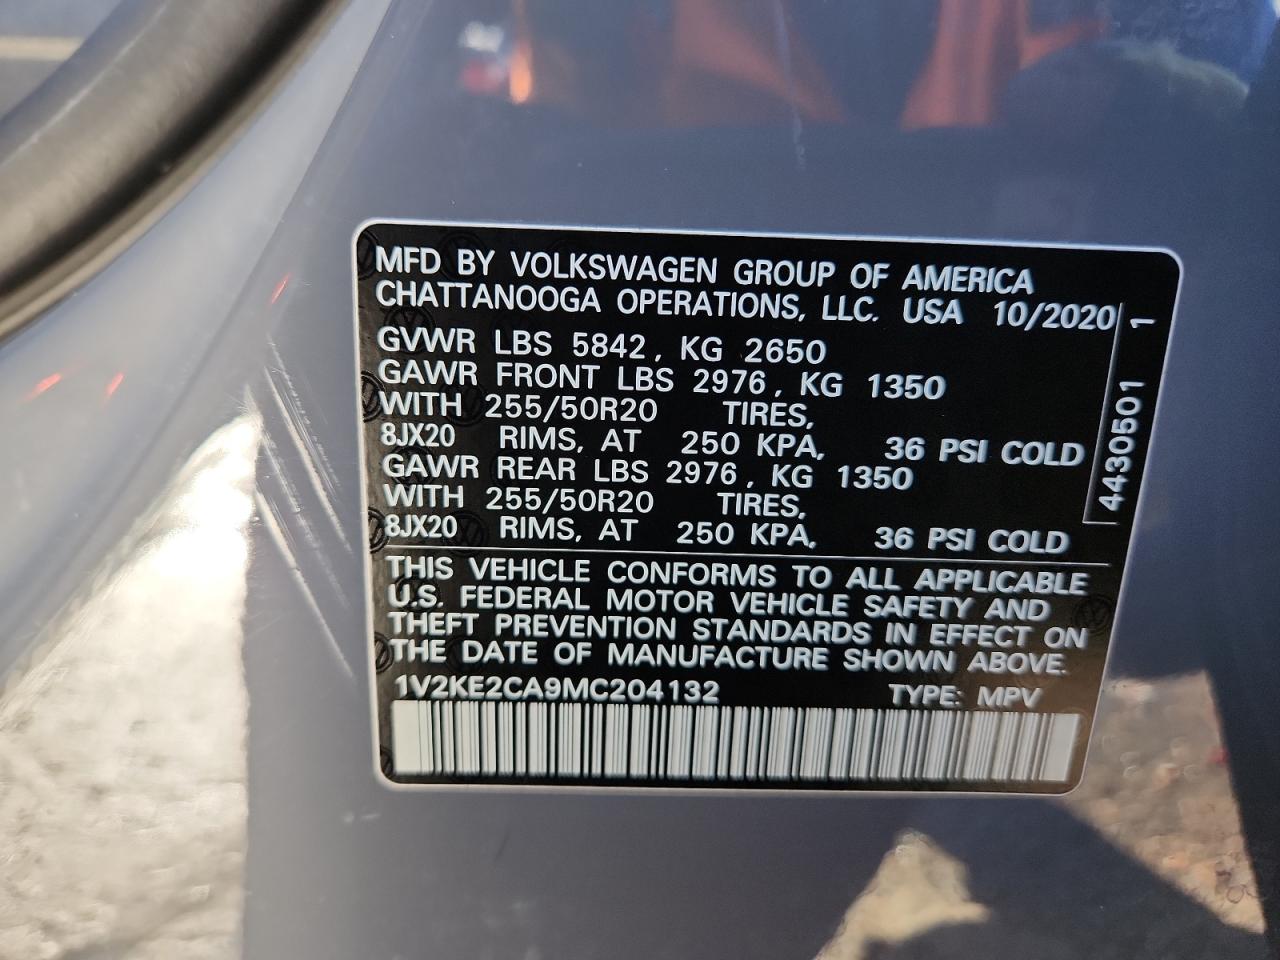 MFD BY VOLKSWAGEN GROUP OF AMERICA
CHATTANOOGA OPERATIONS, LLC. USA 10/2020
GVWR LBS 5842, KG 2650
GAWR FRONT LBS 2976, KG 1350
WITH 255/50R20 TIRES,
8JX20 RIMS, AT 250 KPA, 36 PSI COLD
GAWR REAR LBS 2976, KG 1350
WITH 255/50R20 TIRES,
8JX20 RIMS, AT 250 KPA, 36 PSI COLD
4430501 1
THIS VEHICLE CONFORMS TO ALL APPLICABLE
U.S. FEDERAL MOTOR VEHICLE SAFETY AND
THEFT PREVENTION STANDARDS IN EFFECT ON
THE DATE OF MANUFACTURE SHOWN ABOVE.
1V2KE2CA9MC204132 TYPE: MPV